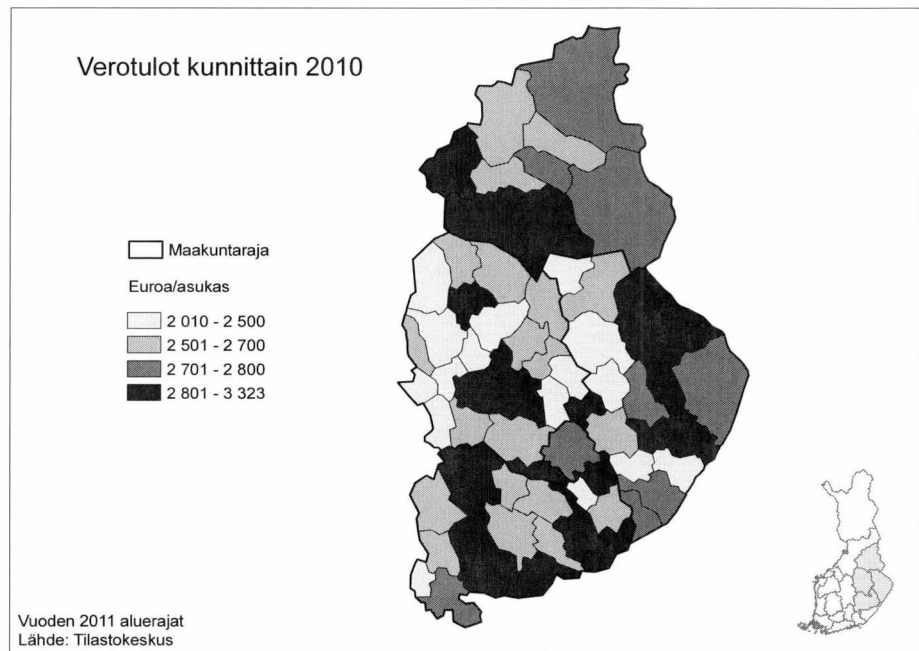 Verotulot kunnittain 2010
Maakuntaraja
Euroa/asukas
2 010 - 2 500
2 501 - 2 700
2 701 - 2 800
2 801 - 3 323
Vuoden 2011 aluerajat
Lähde: Tilastokeskus